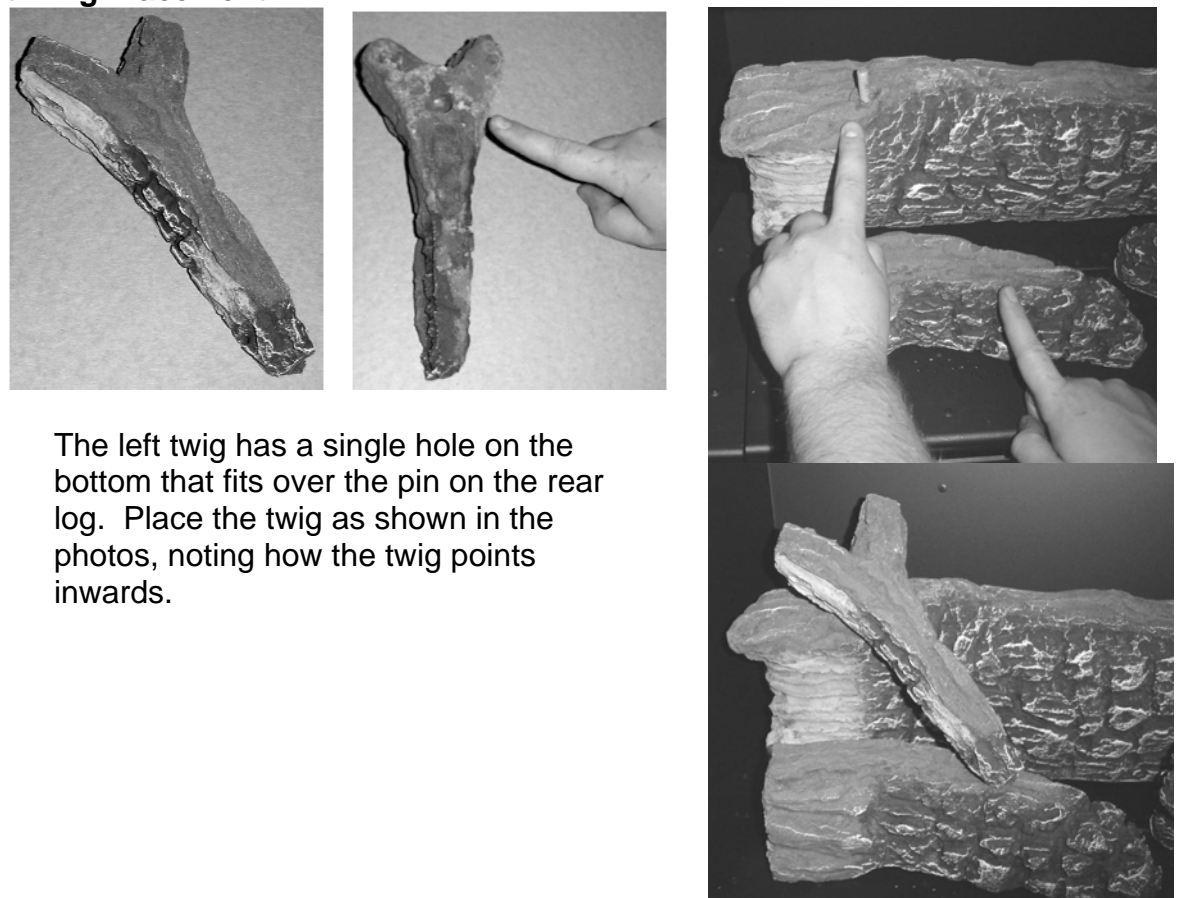 The left twig has a single hole on the
bottom that fits over the pin on the rear
log. Place the twig as shown in the
photos, noting how the twig points
inwards.